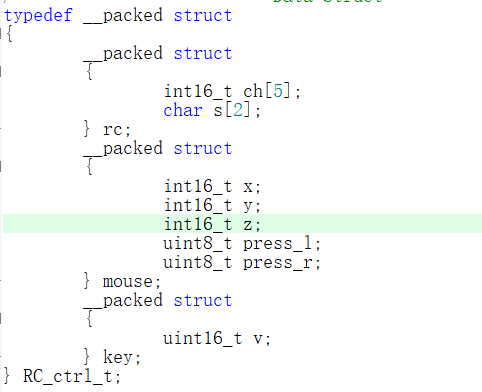 Data Struct
typedef __packed struct
{
        __packed struct
        {
                int16_t ch[5];
                char s[2];
        } rc;
        __packed struct
        {
                int16_t x;
                int16_t y;
                int16_t z;
                uint8_t press_l;
                uint8_t press_r;
        } mouse;
        __packed struct
        {
                uint16_t v;
        } key;
} RC_ctrl_t;